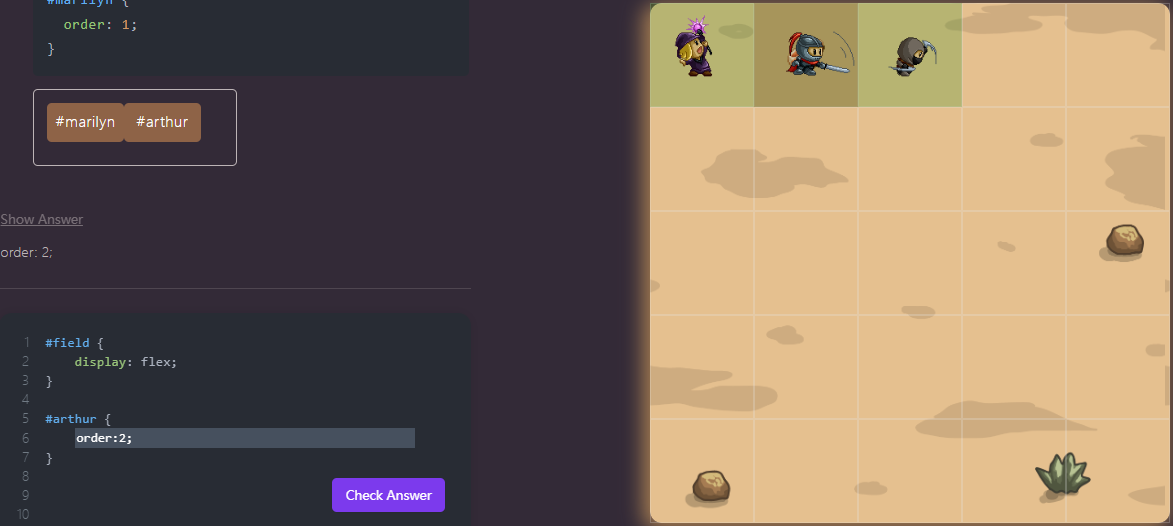 #marilyn {
order: 1;
}
#marilyn #arthur
Show Answer
order: 2;
1 #field {
2 display: flex;
3 }
4
5 #arthur {
6 order:2;
7 }
8
9
10
Check Answer